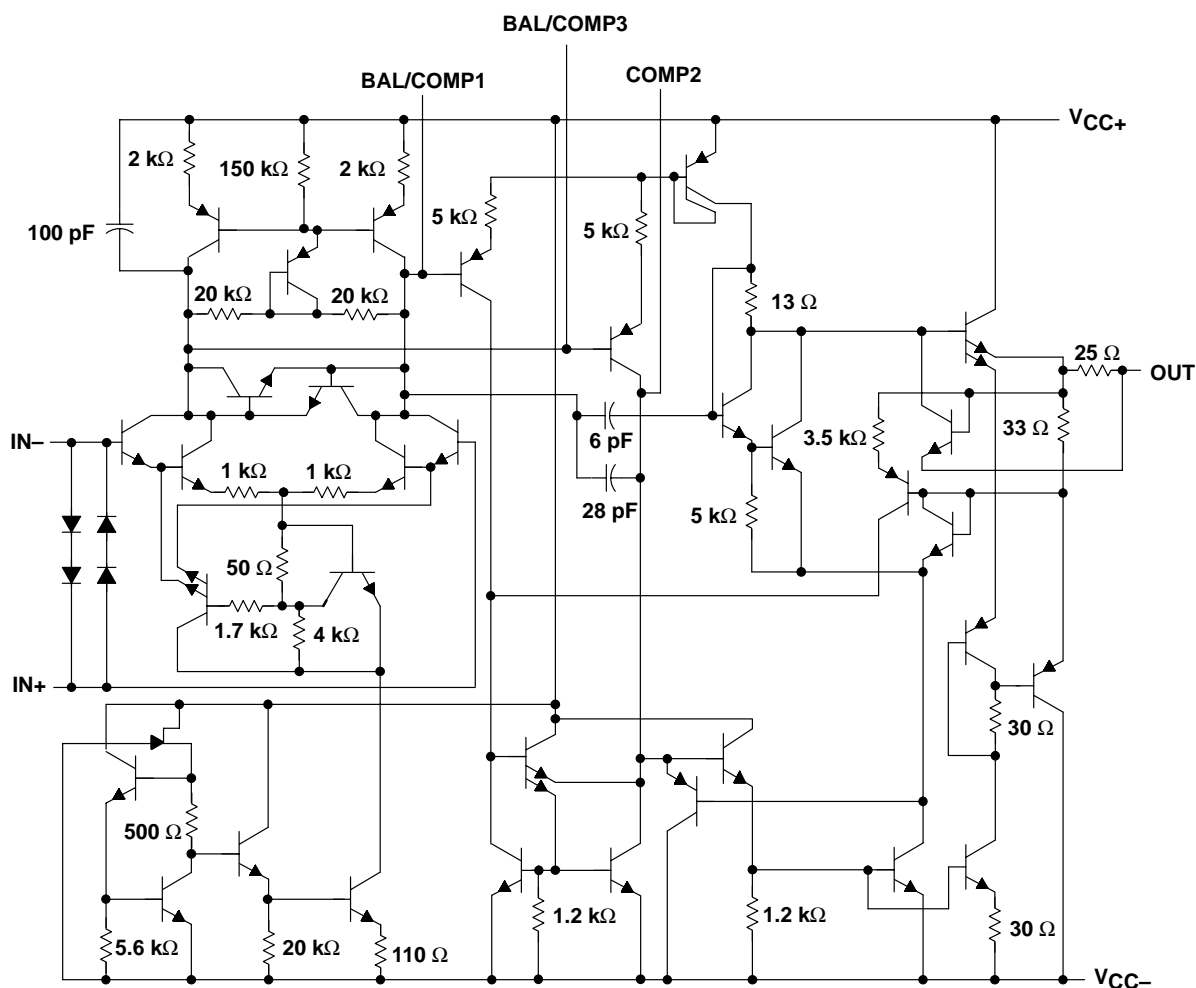 BAL/COMP3
BAL/COMP1
COMP2
VCC+
2 kΩ
150 kΩ
2 kΩ
100 pF
5 kΩ
5 kΩ
20 kΩ
20 kΩ
13 Ω
25 Ω
OUT
IN−
6 pF
3.5 kΩ
33 Ω
1 kΩ
1 kΩ
28 pF
5 kΩ
50 Ω
1.7 kΩ
4 kΩ
IN+
30 Ω
500 Ω
5.6 kΩ
20 kΩ
110 Ω
1.2 kΩ
1.2 kΩ
30 Ω
VCC−